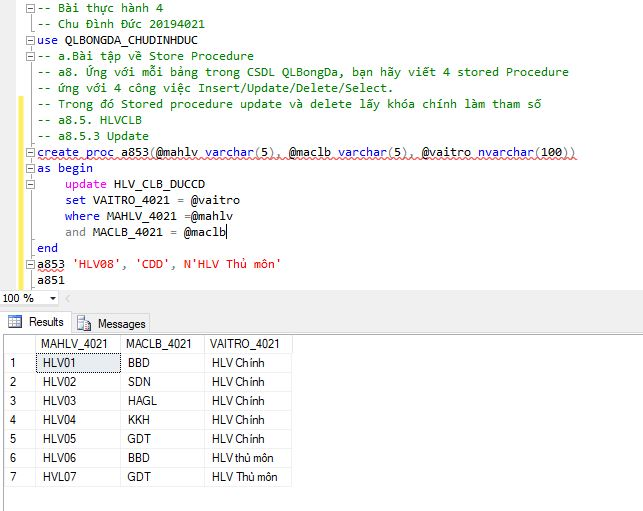 -- Bài thực hành 4
-- Chu Đình Đức 20194021
use QLBONGDA_CHUDINHDUC
-- a.Bài tập về Store Procedure
-- a8. Ứng với mỗi bảng trong CSDL QLBongDa, bạn hãy viết 4 stored Procedure
-- ứng với 4 công việc Insert/Update/Delete/Select.
-- Trong đó Stored procedure update và delete lấy khóa chính làm tham số
-- a8.5. HLVCLB
-- a8.5.3 Update
create proc a853(@mahlv varchar(5), @maclb varchar(5), @vaitro nvarchar(100))
as begin
update HLV_CLB_DUCCD
set VAITRO_4021 = @vaitro
where MAHLV_4021 =@mahlv
and MACLB_4021 = @maclb
end
a853 'HLV08', 'CDD', N'HLV Thủ môn'
a851
100 %
Results Messages
MAHLV_4021 MACLB_4021 VAITRO_4021
1 HLV01 BBD HLV Chính
2 HLV02 SDN HLV Chính
3 HLV03 HAGL HLV Chính
4 HLV04 KKH HLV Chính
5 HLV05 GDT HLV Chính
6 HLV06 BBD HLV thủ môn
7 HVL07 GDT HLV Thủ môn